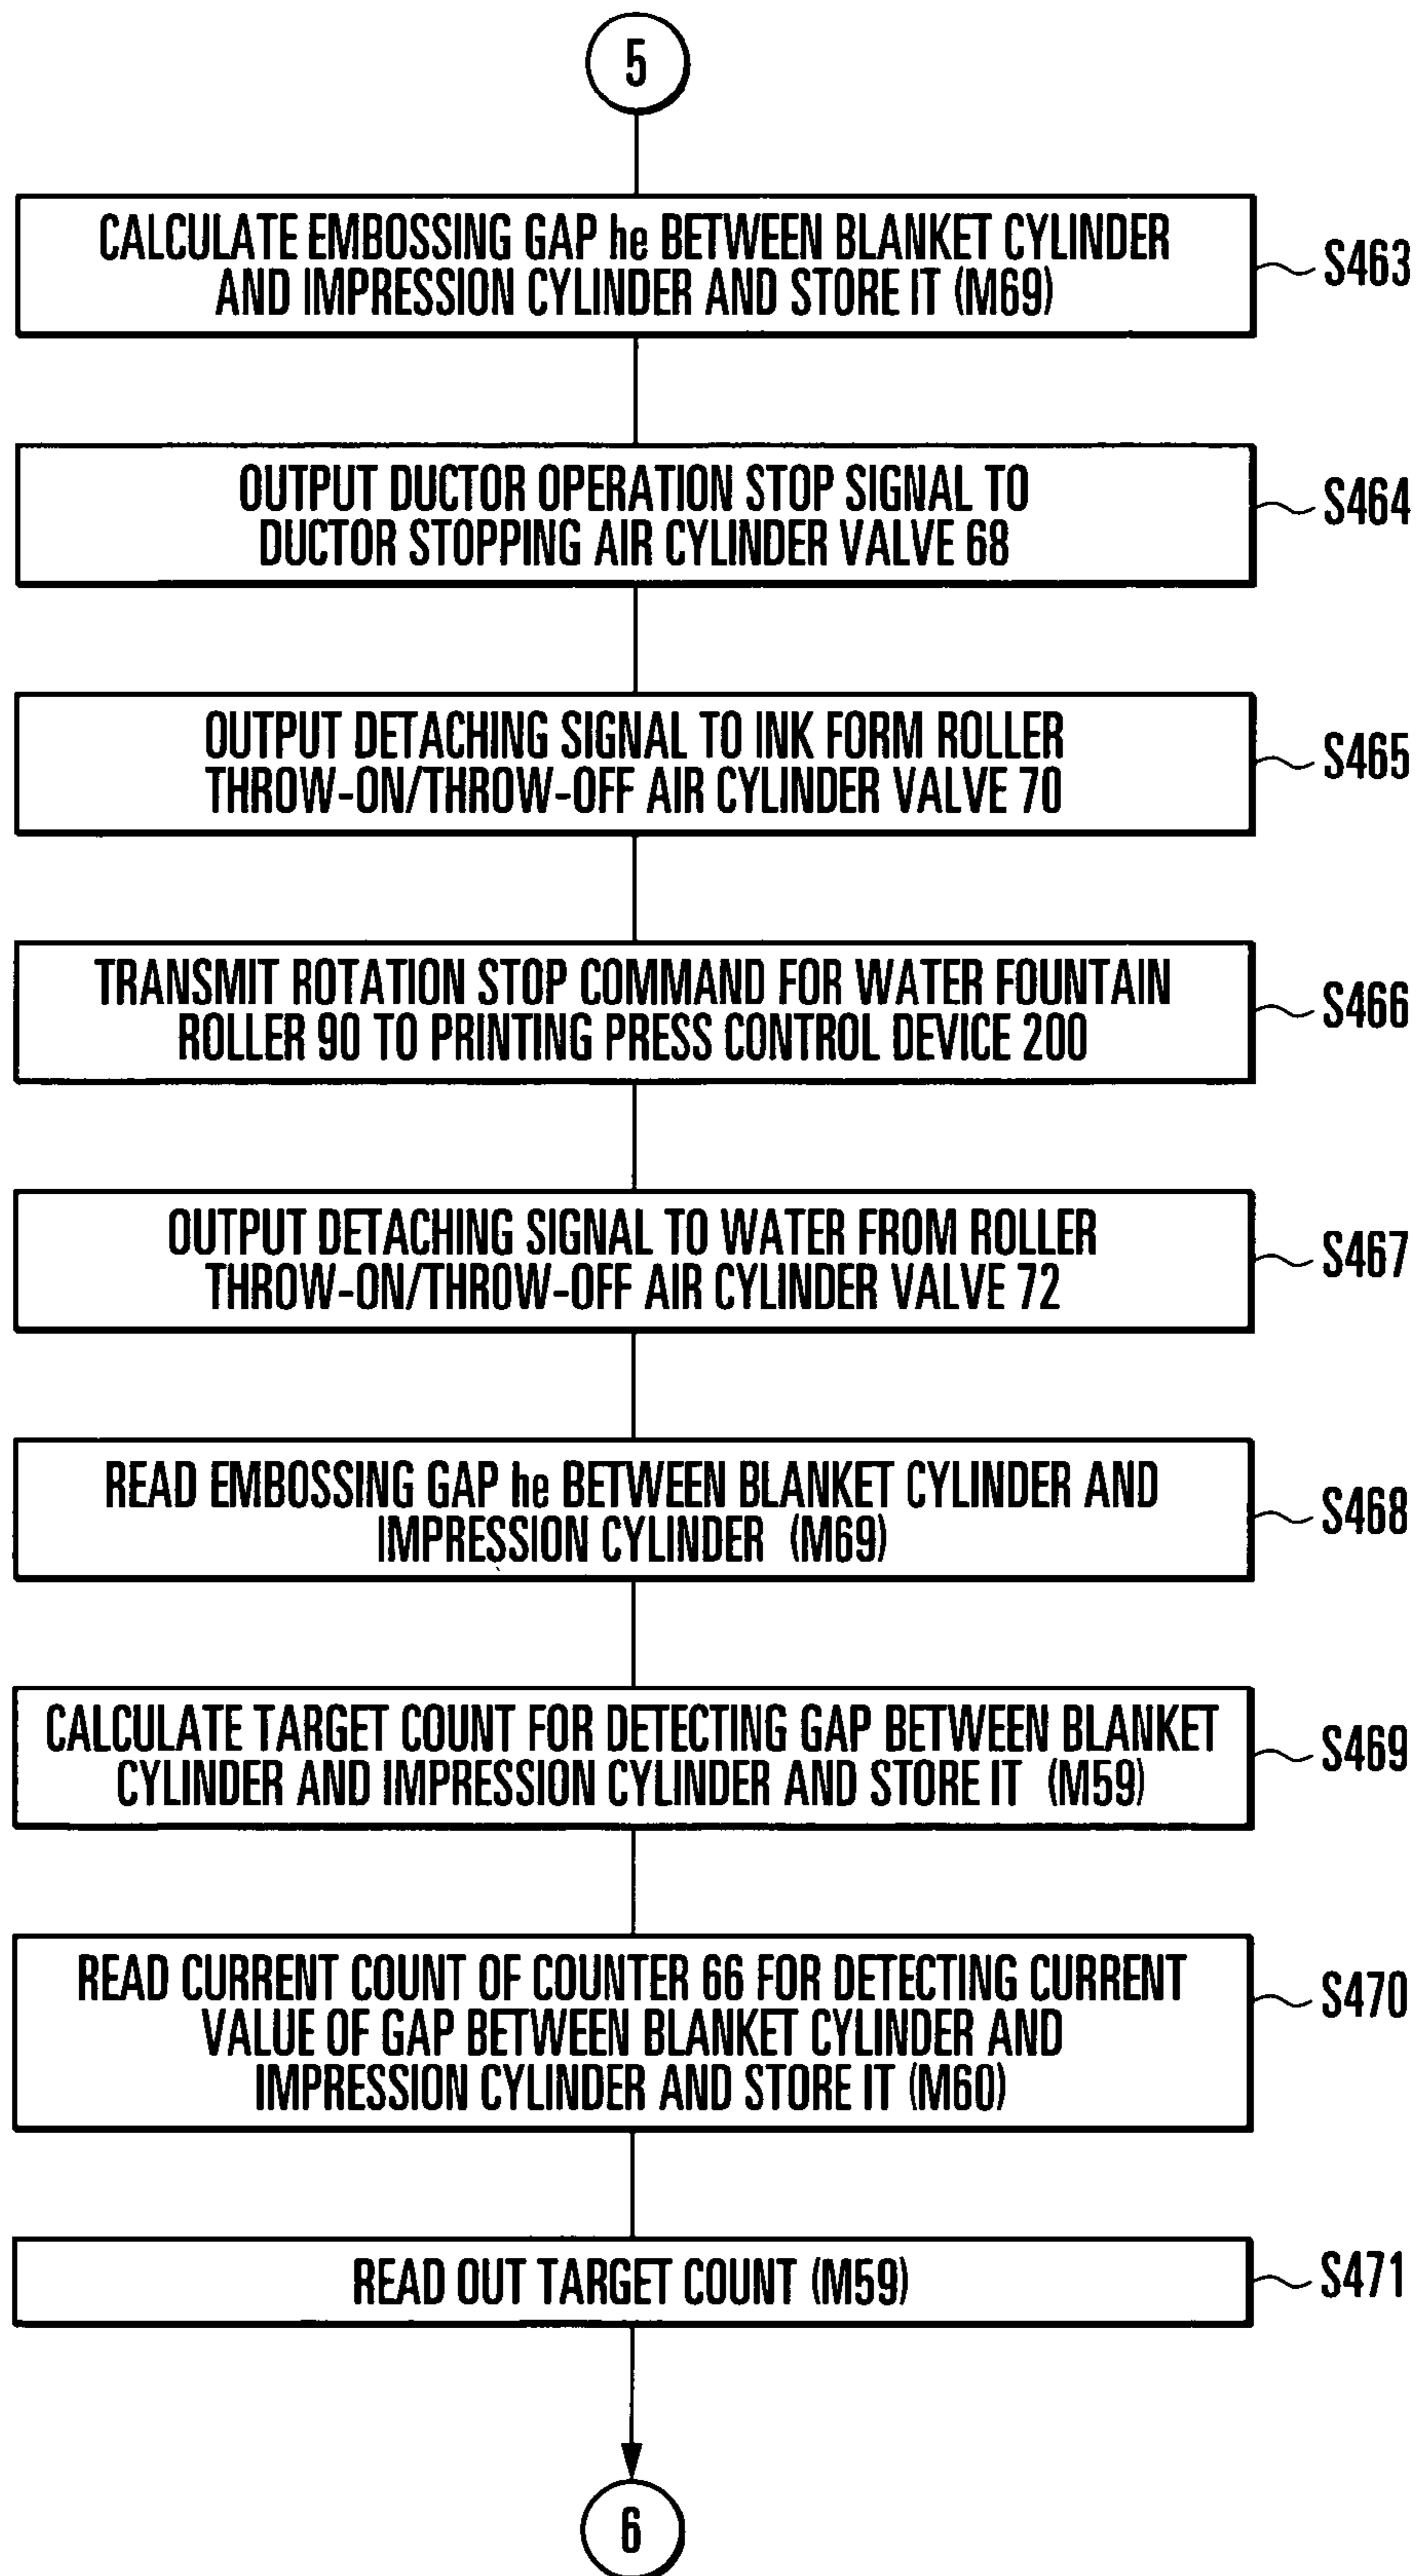 5
CALCULATE EMBOSSING GAP he BETWEEN BLANKET CYLINDER
AND IMPRESSION CYLINDER AND STORE IT (M69)
S463
OUTPUT DUCTOR OPERATION STOP SIGNAL TO
DUCTOR STOPPING AIR CYLINDER VALVE 68
S464
OUTPUT DETACHING SIGNAL TO INK FORM ROLLER
THROW-ON/THROW-OFF AIR CYLINDER VALVE 70
S465
TRANSMIT ROTATION STOP COMMAND FOR WATER FOUNTAIN
ROLLER 90 TO PRINTING PRESS CONTROL DEVICE 200
S466
OUTPUT DETACHING SIGNAL TO WATER FROM ROLLER
THROW-ON/THROW-OFF AIR CYLINDER VALVE 72
S467
READ EMBOSSING GAP he BETWEEN BLANKET CYLINDER AND
IMPRESSION CYLINDER (M69)
S468
CALCULATE TARGET COUNT FOR DETECTING GAP BETWEEN BLANKET
CYLINDER AND IMPRESSION CYLINDER AND STORE IT (M59)
S469
READ CURRENT COUNT OF COUNTER 66 FOR DETECTING CURRENT
VALUE OF GAP BETWEEN BLANKET CYLINDER AND
IMPRESSION CYLINDER AND STORE IT (M60)
S470
READ OUT TARGET COUNT (M59)
S471
6